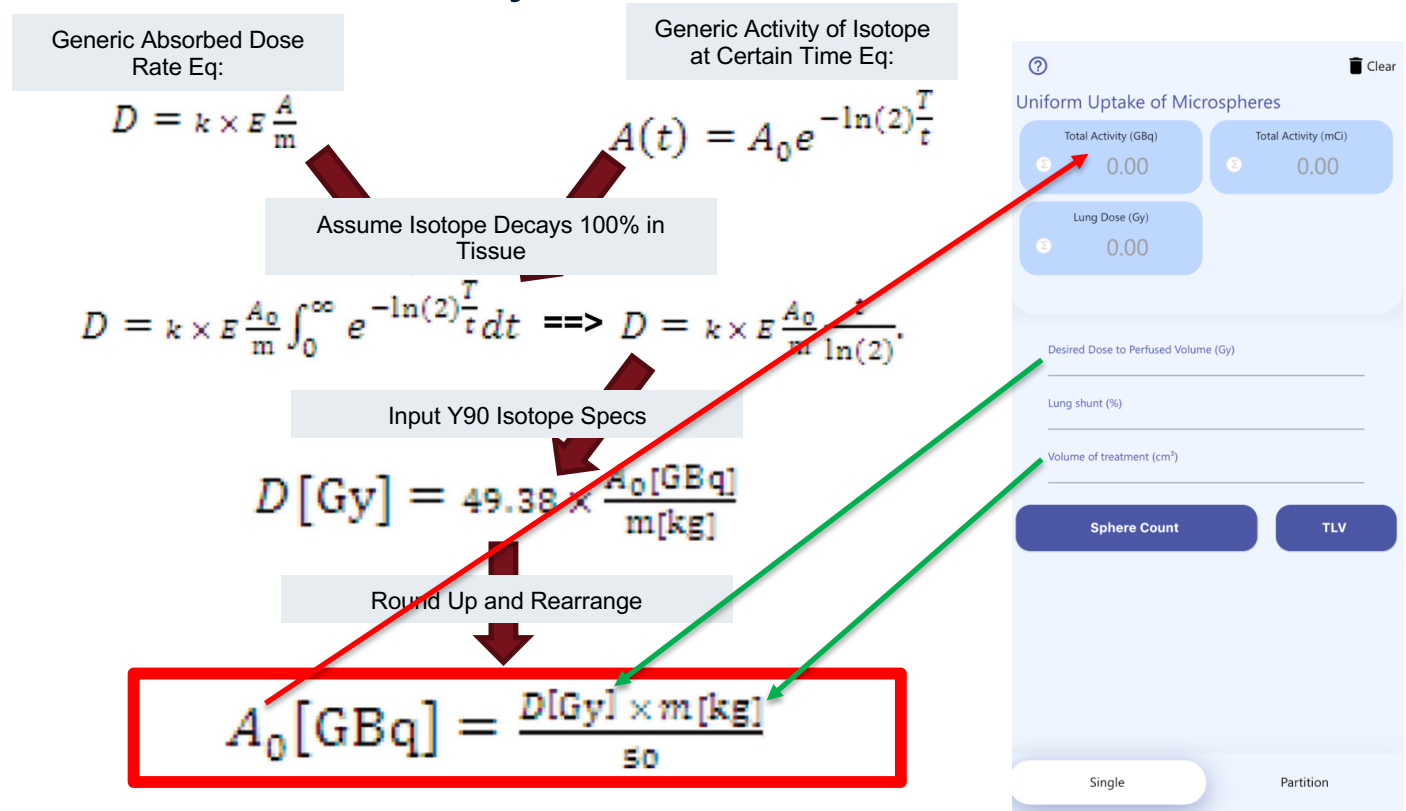 Generic Absorbed Dose
Rate Eq:
Generic Activity of Isotope
at Certain Time Eq:
D = k × E A/m
A(t) = A₀e^(−ln(2) T/t)
Assume Isotope Decays 100% in
Tissue
D = k × E A₀/m ∫₀^∞ e^(−ln(2) T/t) dt ==> D = k × E A₀/m t/ln(2).
Input Y90 Isotope Specs
D[Gy] = 49.38 × A₀[GBq]/m[kg]
Round Up and Rearrange
A₀[GBq] = D[Gy] × m[kg]/50
?
Clear
Uniform Uptake of Microspheres
Total Activity (GBq)
Σ 0.00
Total Activity (mCi)
Σ 0.00
Lung Dose (Gy)
Σ 0.00
Desired Dose to Perfused Volume (Gy)
Lung shunt (%)
Volume of treatment (cm³)
Sphere Count
TLV
Single
Partition